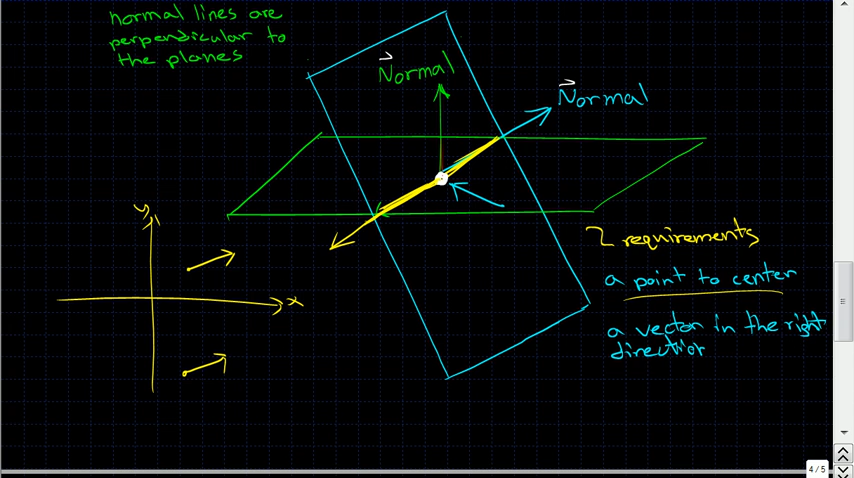 normal lines are
perpendicular to
the planes
Normal
Normal
y
x
2 requirements
a point to center
a vector in the right
direction
4/5